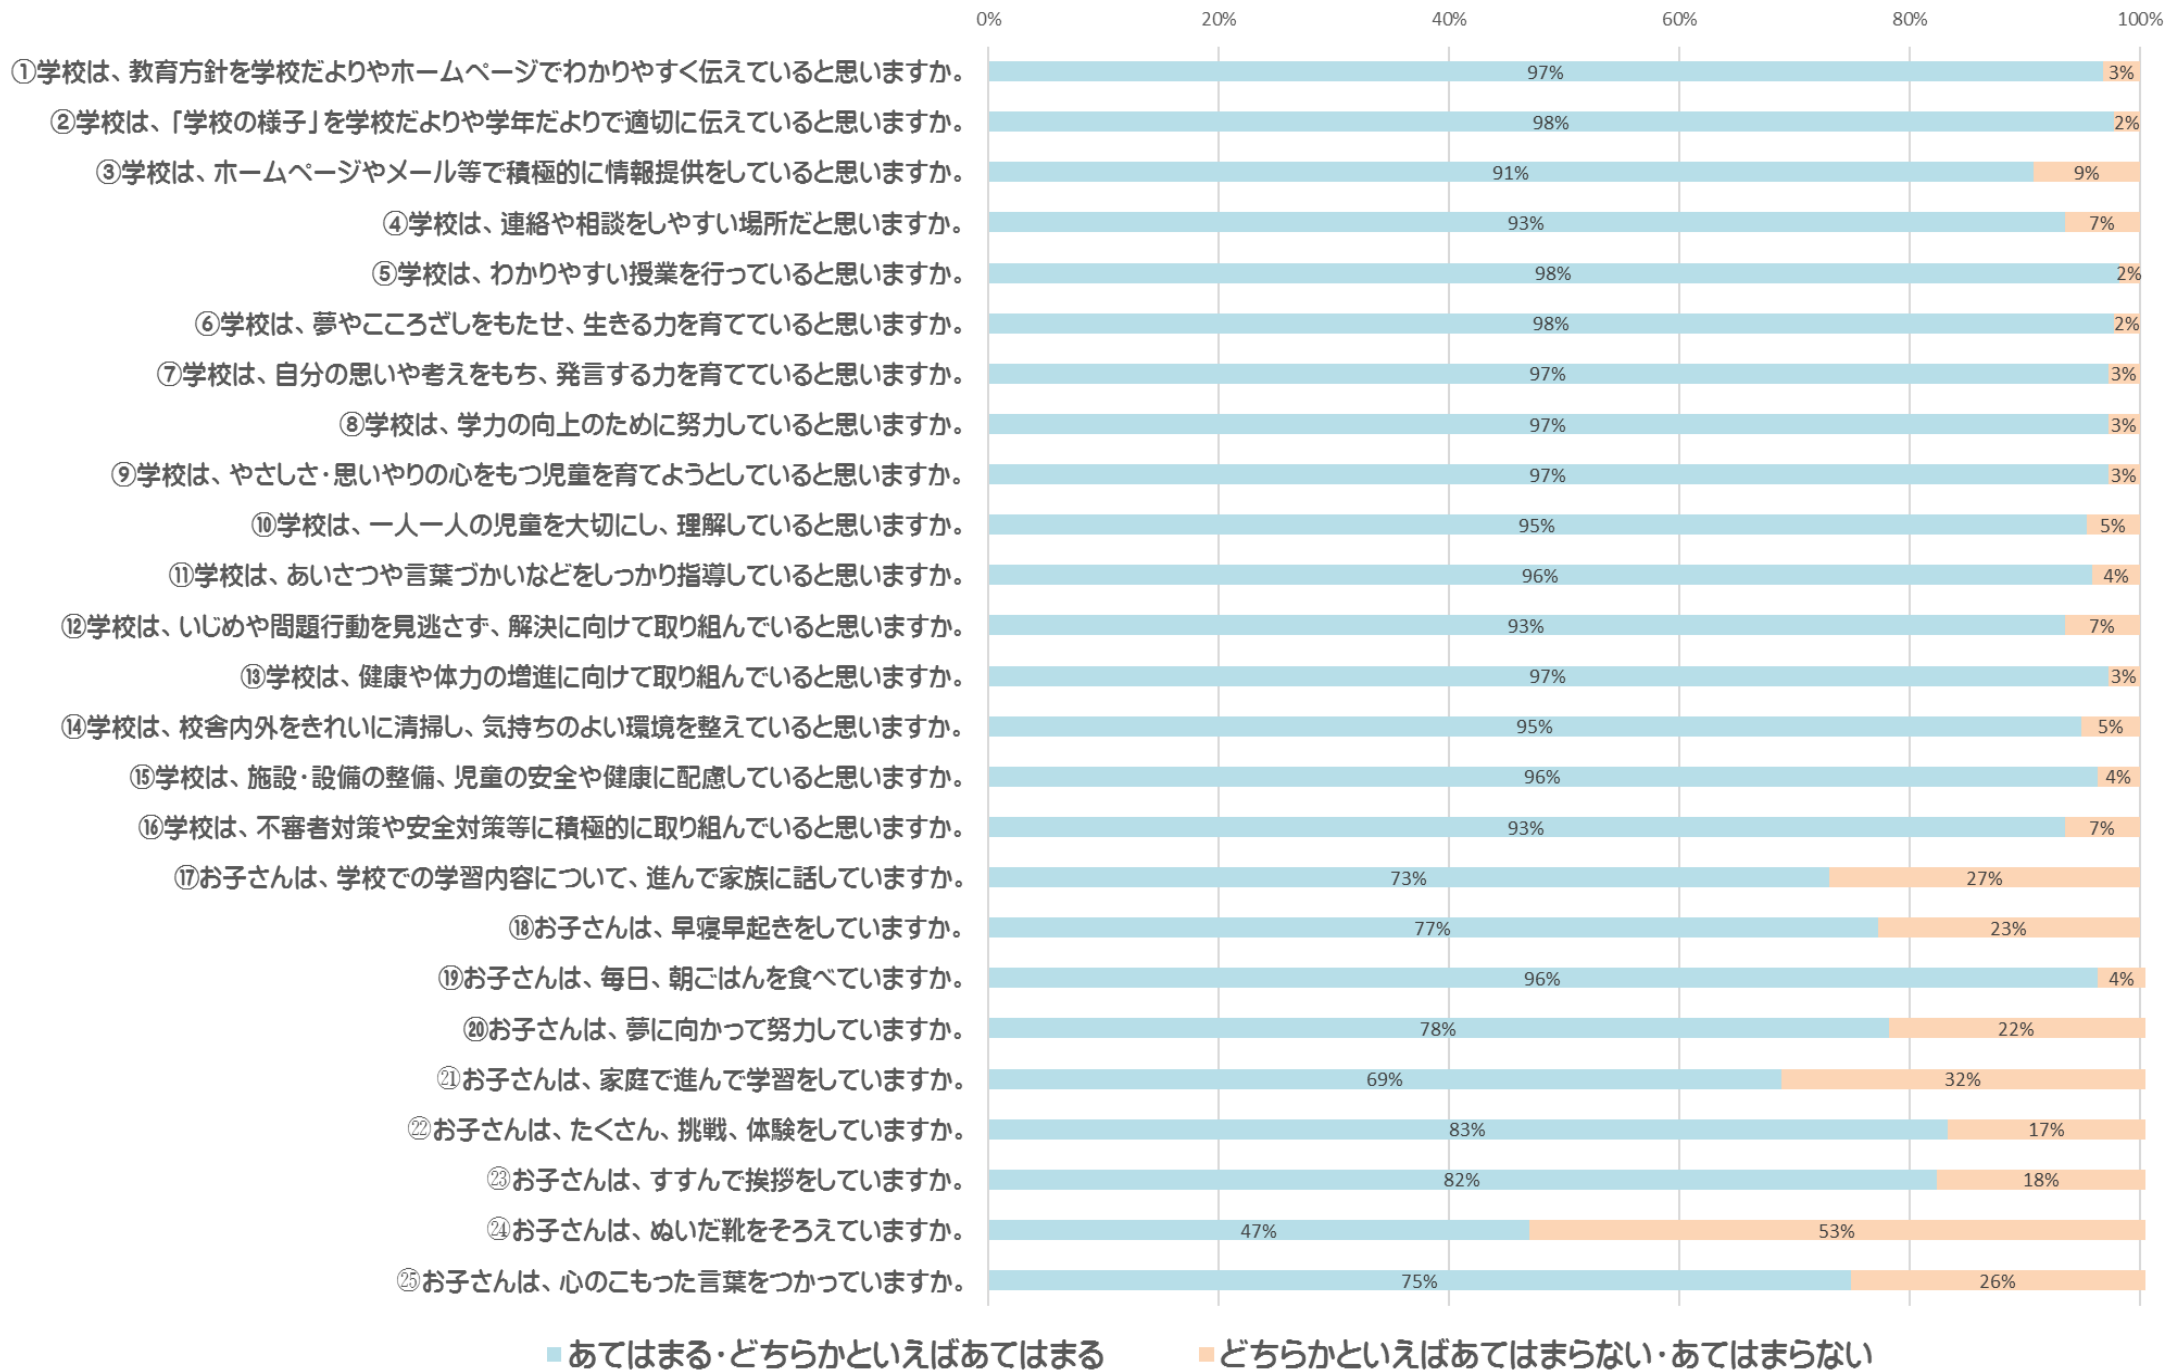 0% 20% 40% 60% 80% 100%
①学校は、教育方針を学校だよりやホームページでわかりやすく伝えていると思いますか。 97% 3%
②学校は、「学校の様子」を学校だよりや学年だよりで適切に伝えていると思いますか。 98% 2%
③学校は、ホームページやメール等で積極的に情報提供をしていると思いますか。 91% 9%
④学校は、連絡や相談をしやすい場所だと思いますか。 93% 7%
⑤学校は、わかりやすい授業を行っていると思いますか。 98% 2%
⑥学校は、夢やこころざしをもたせ、生きる力を育てていると思いますか。 98% 2%
⑦学校は、自分の思いや考えをもち、発言する力を育てていると思いますか。 97% 3%
⑧学校は、学力の向上のために努力していると思いますか。 97% 3%
⑨学校は、やさしさ・思いやりの心をもつ児童を育てようとしていると思いますか。 97% 3%
⑩学校は、一人一人の児童を大切にし、理解していると思いますか。 95% 5%
⑪学校は、あいさつや言葉づかいなどをしっかり指導していると思いますか。 96% 4%
⑫学校は、いじめや問題行動を見逃さず、解決に向けて取り組んでいると思いますか。 93% 7%
⑬学校は、健康や体力の増進に向けて取り組んでいると思いますか。 97% 3%
⑭学校は、校舎内外をきれいに清掃し、気持ちのよい環境を整えていると思いますか。 95% 5%
⑮学校は、施設・設備の整備、児童の安全や健康に配慮していると思いますか。 96% 4%
⑯学校は、不審者対策や安全対策等に積極的に取り組んでいると思いますか。 93% 7%
⑰お子さんは、学校での学習内容について、進んで家族に話していますか。 73% 27%
⑱お子さんは、早寝早起きをしていますか。 77% 23%
⑲お子さんは、毎日、朝ごはんを食べていますか。 96% 4%
⑳お子さんは、夢に向かって努力していますか。 78% 22%
㉑お子さんは、家庭で進んで学習をしていますか。 69% 32%
㉒お子さんは、たくさん、挑戦、体験をしていますか。 83% 17%
㉓お子さんは、すすんで挨拶をしていますか。 82% 18%
㉔お子さんは、ぬいだ靴をそろえていますか。 47% 53%
㉕お子さんは、心のこもった言葉をつかっていますか。 75% 26%
あてはまる・どちらかといえばあてはまる どちらかといえばあてはまらない・あてはまらない